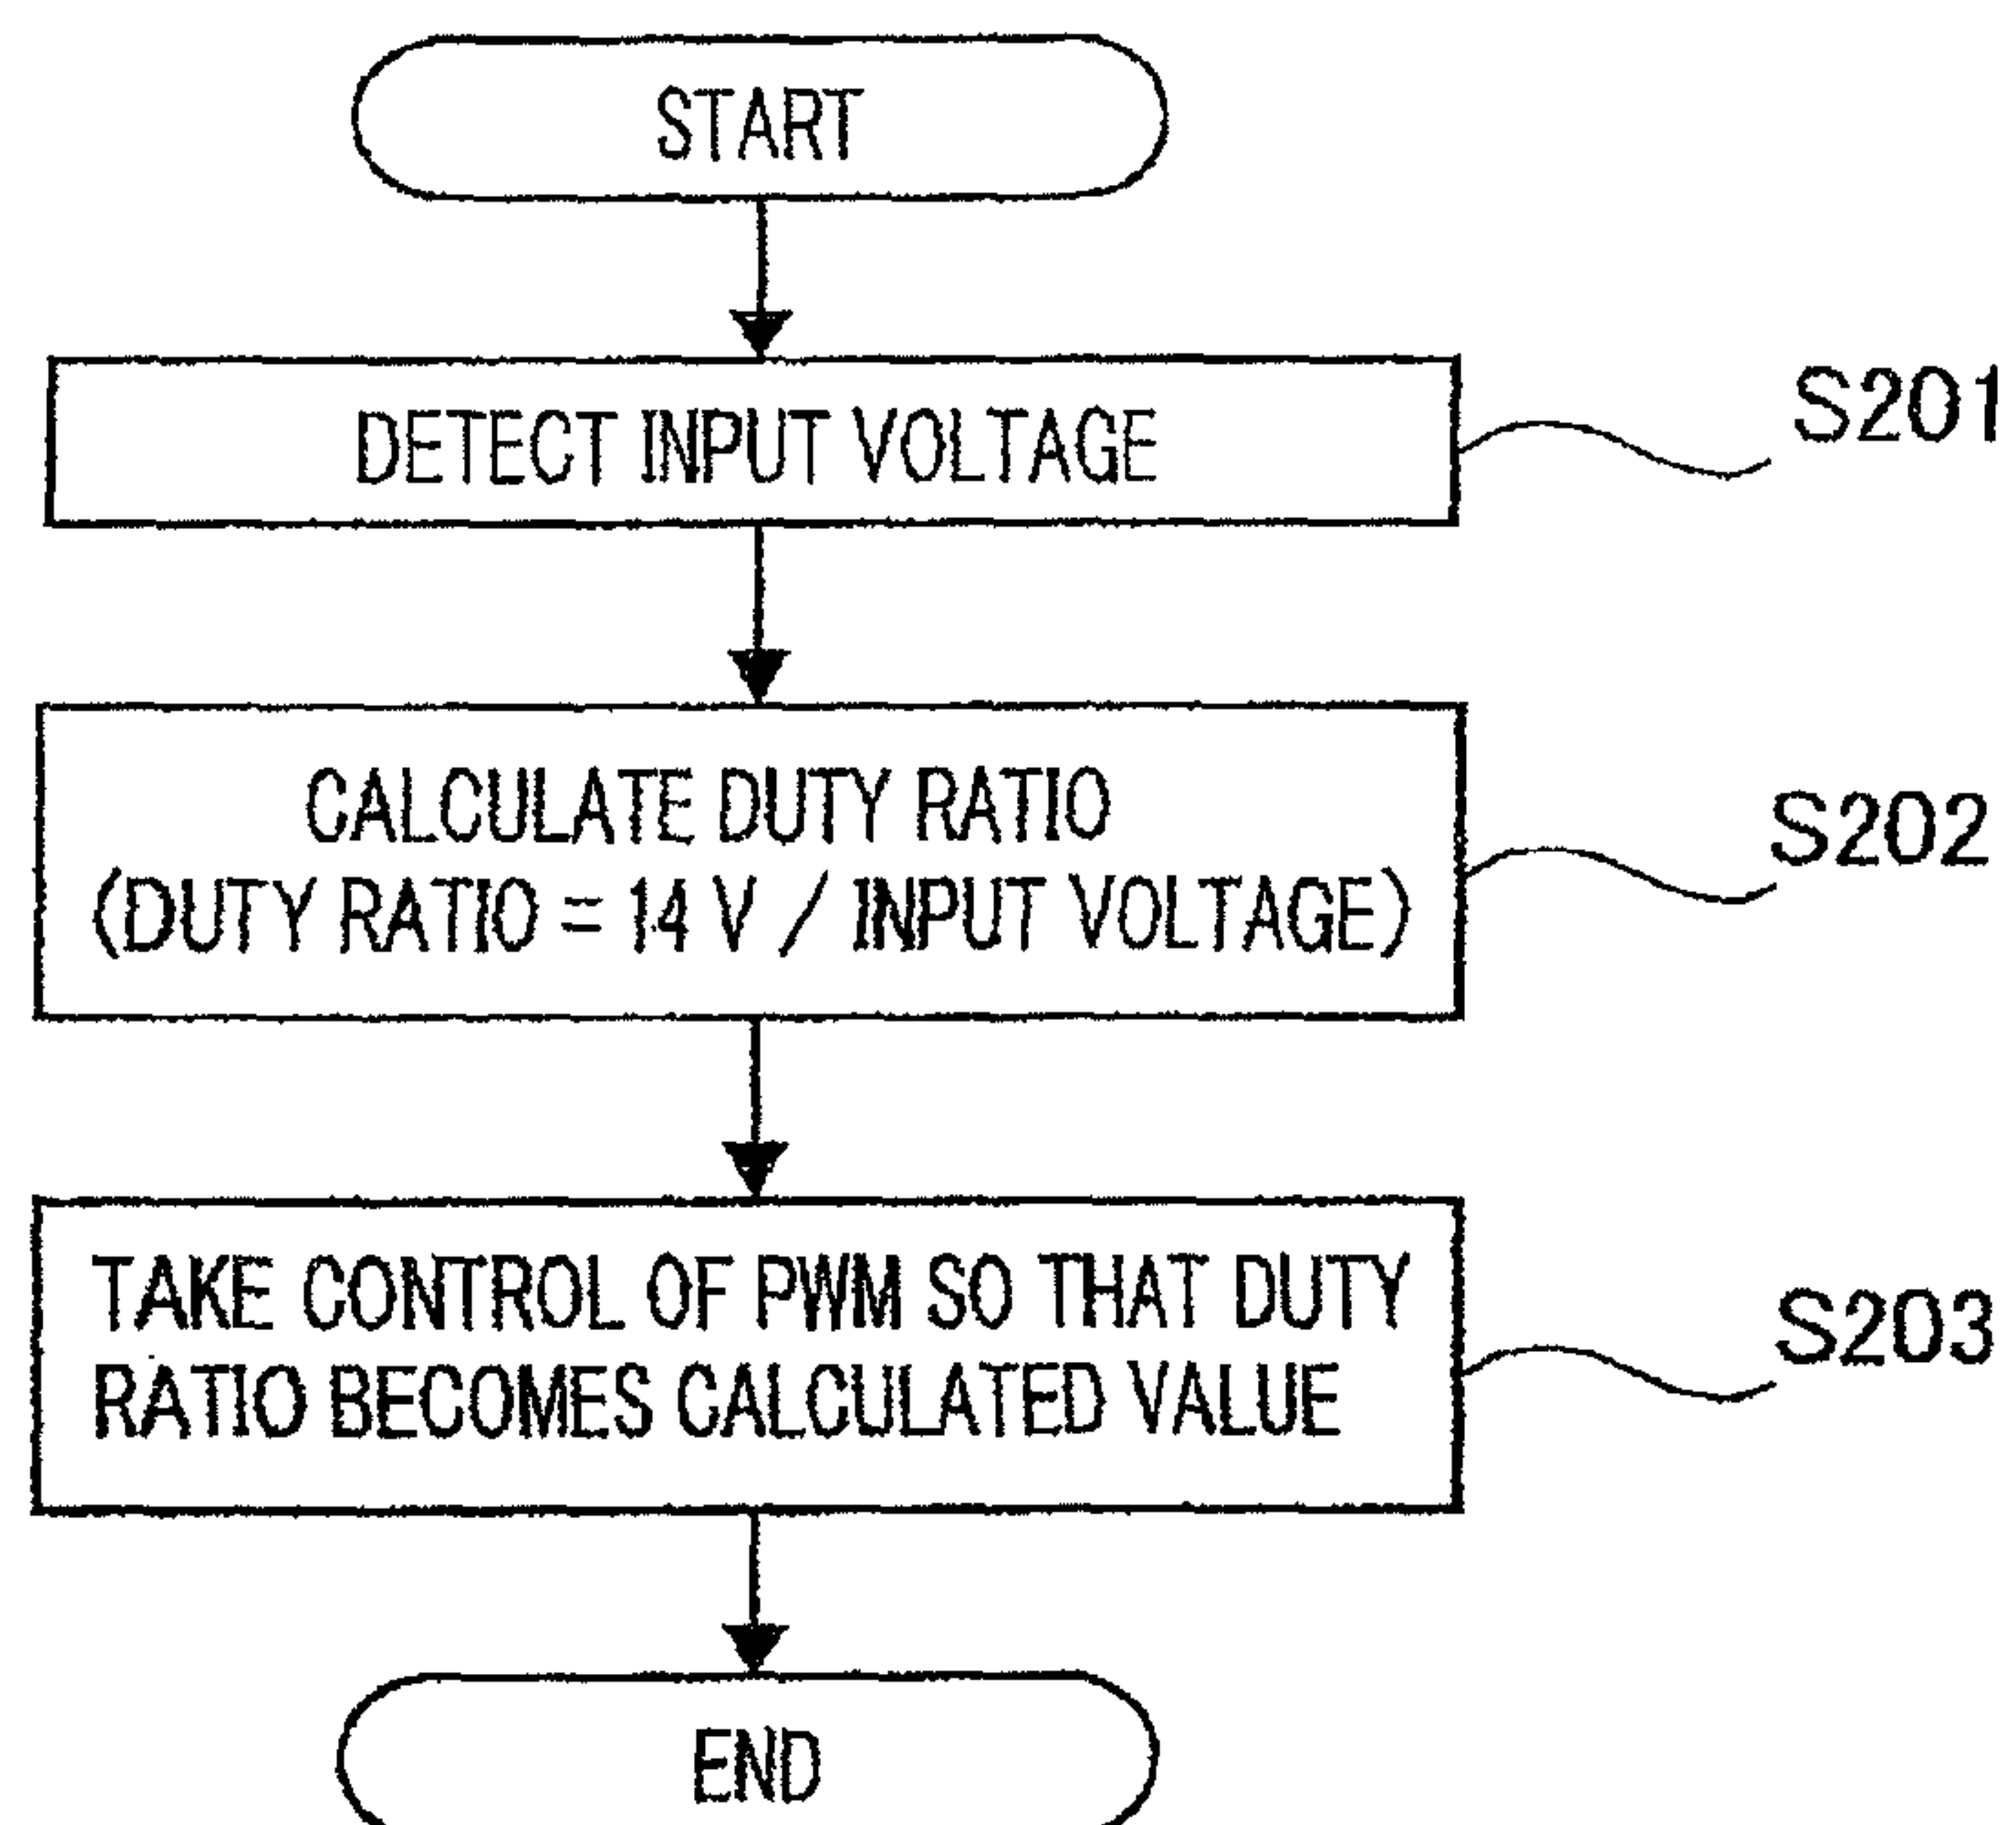 START
DETECT INPUT VOLTAGE
S201
CALCULATE DUTY RATIO
(DUTY RATIO = 14 V / INPUT VOLTAGE)
S202
TAKE CONTROL OF PWM SO THAT DUTY
RATIO BECOMES CALCULATED VALUE
S203
END